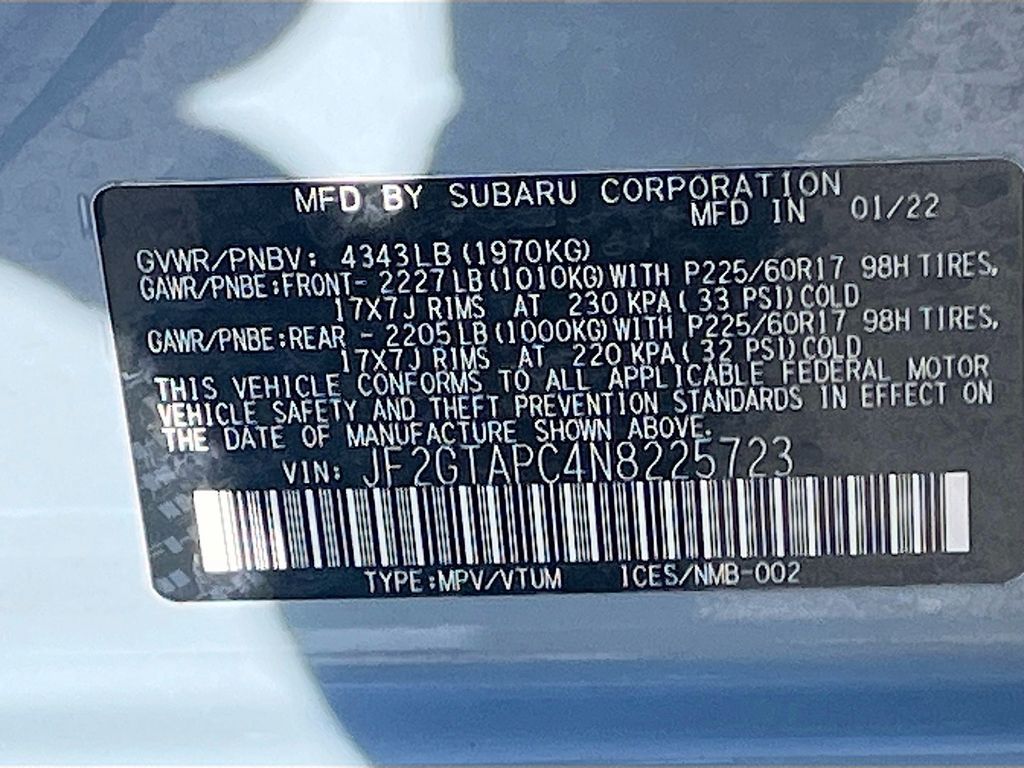 MFD BY SUBARU CORPORATION
MFD IN 01/22
GVWR/PNBV: 4343LB (1970KG)
GAWR/PNBE:FRONT- 2227LB (1010KG)WITH P225/60R17 98H TIRES,
17X7J RIMS AT 230 KPA( 33 PSI)COLD
GAWR/PNBE:REAR - 2205LB (1000KG)WITH P225/60R17 98H TIRES,
17X7J RIMS AT 220 KPA( 32 PSI)COLD
THIS VEHICLE CONFORMS TO ALL APPLICABLE FEDERAL MOTOR
VEHICLE SAFETY AND THEFT PREVENTION STANDARDS IN EFFECT ON
THE DATE OF MANUFACTURE SHOWN ABOVE.
VIN: JF2GTAPC4N8225723
TYPE:MPV/VTUM ICES/NMB-002